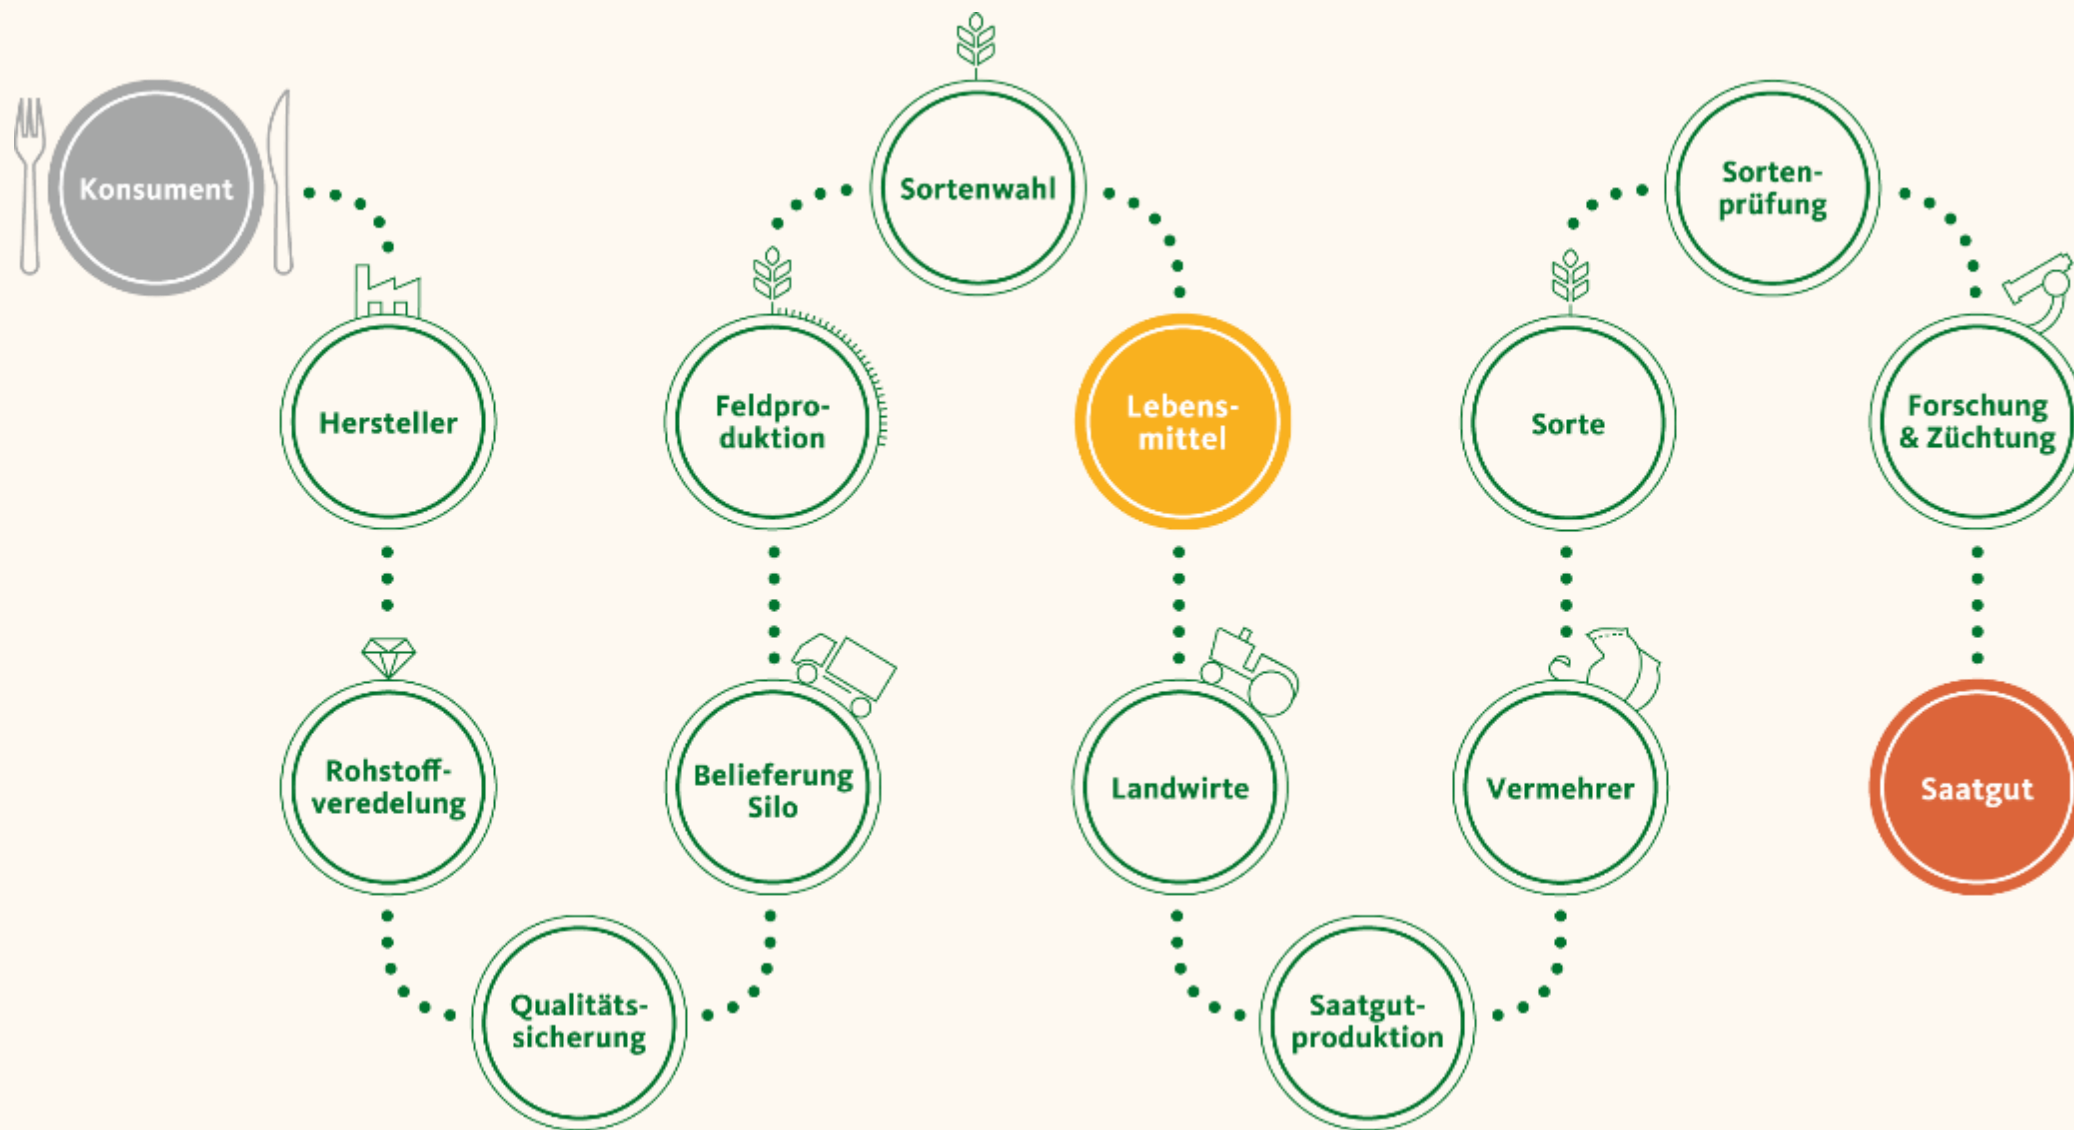 Konsument
Hersteller
Rohstoff-
veredelung
Qualitäts-
sicherung
Belieferung
Silo
Feldpro-
duktion
Sortenwahl
Lebens-
mittel
Landwirte
Saatgut-
produktion
Vermehrer
Sorte
Sorten-
prüfung
Forschung
& Züchtung
Saatgut